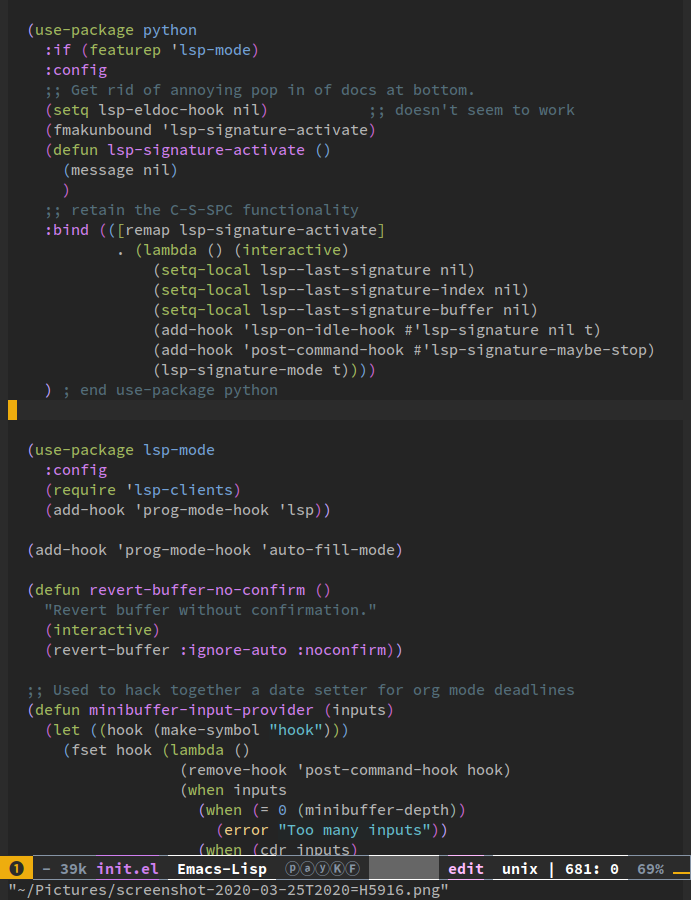 (use-package python
  :if (featurep 'lsp-mode)
  :config
  ;; Get rid of annoying pop in of docs at bottom.
  (setq lsp-eldoc-hook nil)           ;; doesn't seem to work
  (fmakunbound 'lsp-signature-activate)
  (defun lsp-signature-activate ()
    (message nil)
    )
  ;; retain the C-S-SPC functionality
  :bind (([remap lsp-signature-activate]
          . (lambda () (interactive)
              (setq-local lsp--last-signature nil)
              (setq-local lsp--last-signature-index nil)
              (setq-local lsp--last-signature-buffer nil)
              (add-hook 'lsp-on-idle-hook #'lsp-signature nil t)
              (add-hook 'post-command-hook #'lsp-signature-maybe-stop)
              (lsp-signature-mode t))))
  ) ; end use-package python
(use-package lsp-mode
  :config
  (require 'lsp-clients)
  (add-hook 'prog-mode-hook 'lsp))
(add-hook 'prog-mode-hook 'auto-fill-mode)
(defun revert-buffer-no-confirm ()
  "Revert buffer without confirmation."
  (interactive)
  (revert-buffer :ignore-auto :noconfirm))
;; Used to hack together a date setter for org mode deadlines
(defun minibuffer-input-provider (inputs)
  (let ((hook (make-symbol "hook")))
    (fset hook (lambda ()
                 (remove-hook 'post-command-hook hook)
                 (when inputs
                   (when (= 0 (minibuffer-depth))
                     (error "Too many inputs"))
                   (when (cdr inputs)
❶ - 39k init.el Emacs-Lisp ⓟⓐⓨⓀⒻ edit unix | 681: 0 69%
"~/Pictures/screenshot-2020-03-25T2020=H5916.png"